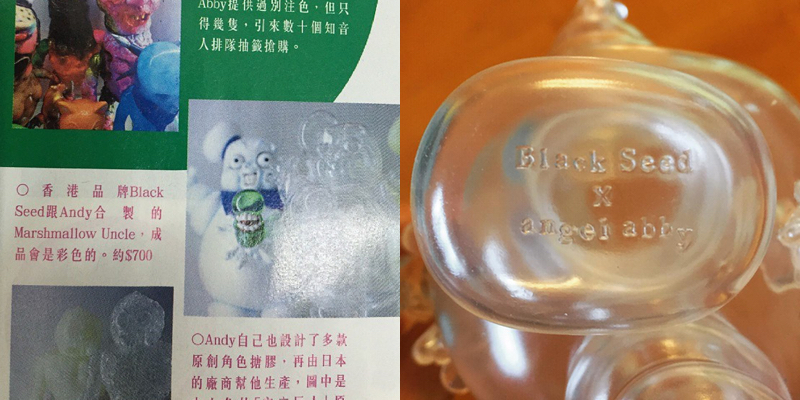 Abby提供過別注色，但只
得幾隻，引來數十個知音
人排隊抽籤搶購。
○香港品牌Black
Seed跟Andy合製的
Marshmallow Uncle，成
品會是彩色的。約$700
○Andy自己也設計了多款
原創角色搪膠，再由日本
的廠商幫他生產，圖中是
Black Seed
X
angel abby